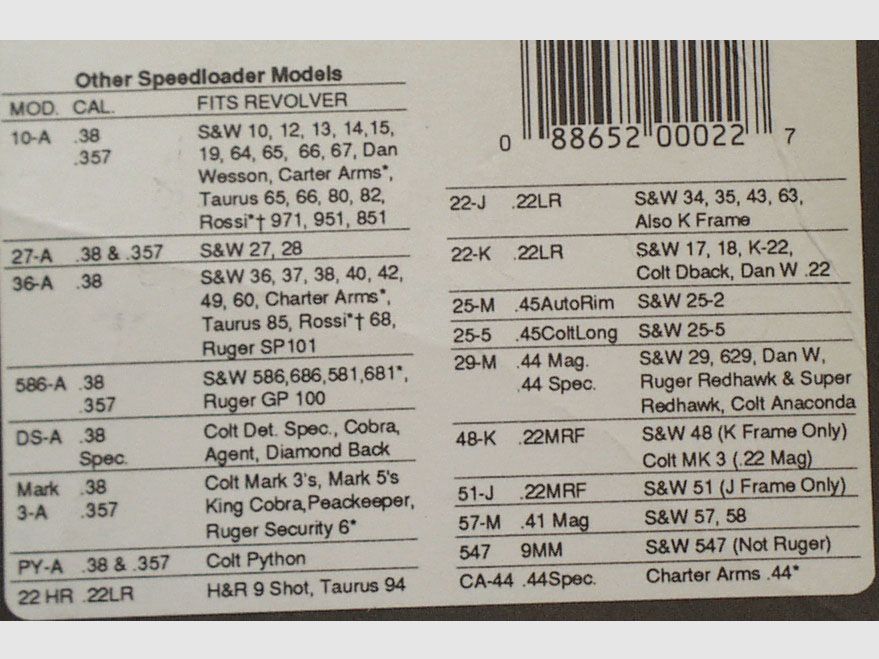 Other Speedloader Models
MOD. CAL. FITS REVOLVER
10-A .38 S&W 10, 12, 13, 14,15,
.357 19, 64, 65, 66, 67, Dan
Wesson, Carter Arms*,
Taurus 65, 66, 80, 82,
Rossi*† 971, 951, 851
27-A .38 & .357 S&W 27, 28
36-A .38 S&W 36, 37, 38, 40, 42,
49, 60, Charter Arms*,
Taurus 85, Rossi*† 68,
Ruger SP101
586-A .38 S&W 586,686,581,681*,
.357 Ruger GP 100
DS-A .38 Colt Det. Spec., Cobra,
Spec. Agent, Diamond Back
Mark .38 Colt Mark 3's, Mark 5's
3-A .357 King Cobra,Peackeeper,
Ruger Security 6*
PY-A .38 & .357 Colt Python
22 HR .22LR H&R 9 Shot, Taurus 94
0 88652 00022 7
22-J .22LR S&W 34, 35, 43, 63,
Also K Frame
22-K .22LR S&W 17, 18, K-22,
Colt Dback, Dan W .22
25-M .45AutoRim S&W 25-2
25-5 .45ColtLong S&W 25-5
29-M .44 Mag. S&W 29, 629, Dan W,
.44 Spec. Ruger Redhawk & Super
Redhawk, Colt Anaconda
48-K .22MRF S&W 48 (K Frame Only)
Colt MK 3 (.22 Mag)
51-J .22MRF S&W 51 (J Frame Only)
57-M .41 Mag S&W 57, 58
547 9MM S&W 547 (Not Ruger)
CA-44 .44Spec. Charter Arms .44*